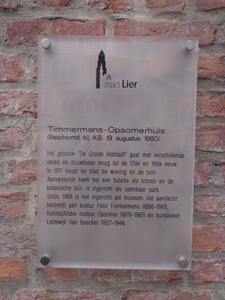 stad Lier
Timmermans-Opsomerhuis
(Beschermd bij K.B. 19 augustus 1980)
Het gebouw "De Grote Hofstadt" gaat met verschillende
delen en bouwfasen terug tot de 17de en 18de eeuw.
In 1917 koopt de stad de woning en de tuin.
Aanvankelijk heeft het een functie als school en de
botanische tuin is ingericht als openbaar park.
Sinds 1968 is het ingericht als museum dat aandacht
besteedt aan auteur Felix Timmermans (1886-1947),
kunstschilder Isidoor Opsomer (1878-1967) en kunstsmid
Lodewijk Van Boeckel (1857-1944).